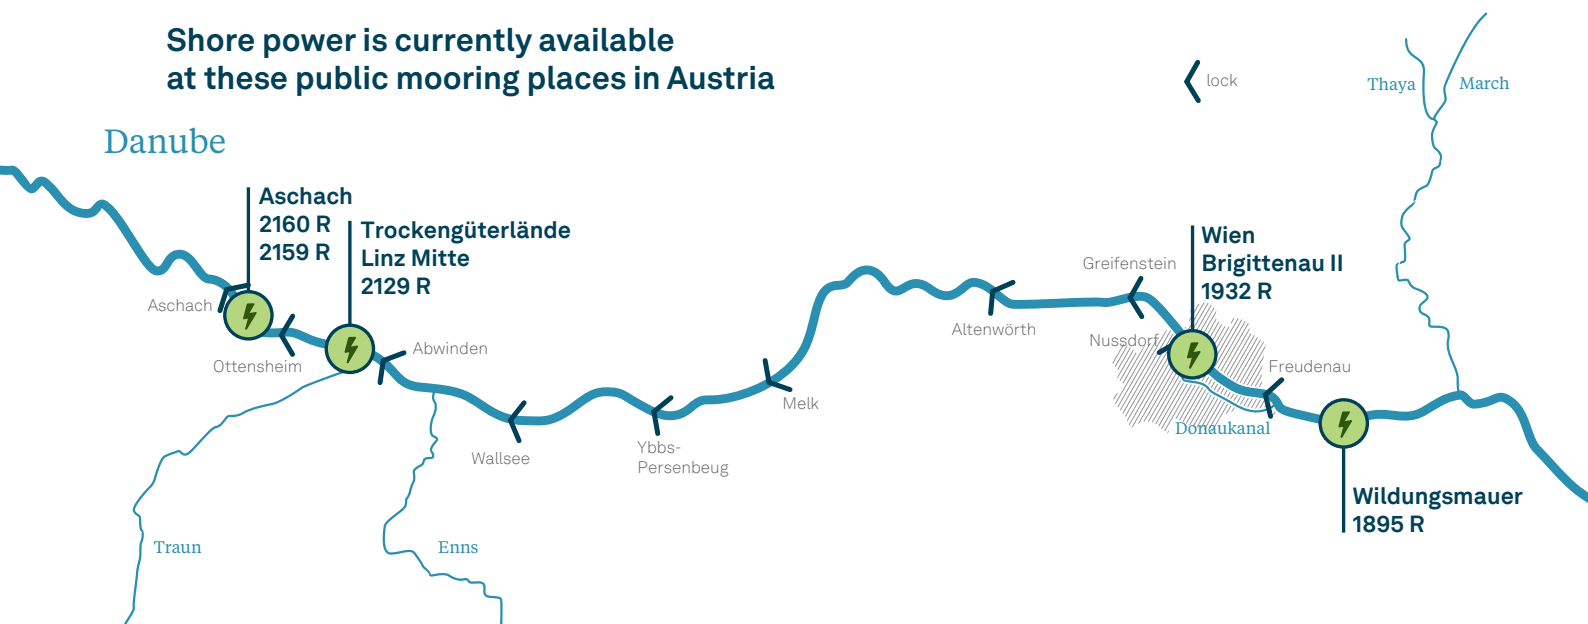 Shore power is currently available
at these public mooring places in Austria
lock
Thaya
March
Danube
Aschach
2160 R
2159 R
Trockengüterlände
Linz Mitte
2129 R
Wien
Brigittenau II
1932 R
Greifenstein
Aschach
Altenwörth
Nussdorf
Abwinden
Ottensheim
Freudenau
Melk
Donaukanal
Wallsee
Ybbs-
Persenbeug
Wildungsmauer
1895 R
Traun
Enns